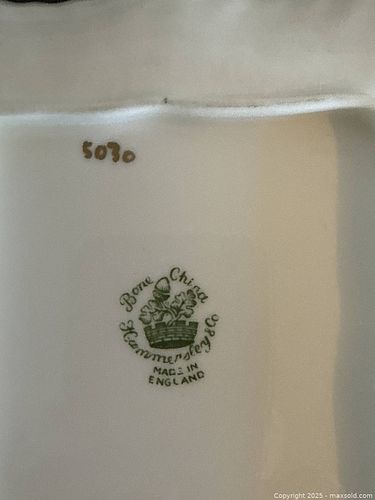 5030
Bone China
Hammersley & Co
MADE IN
ENGLAND
Copyright 2025 - maxsold.com